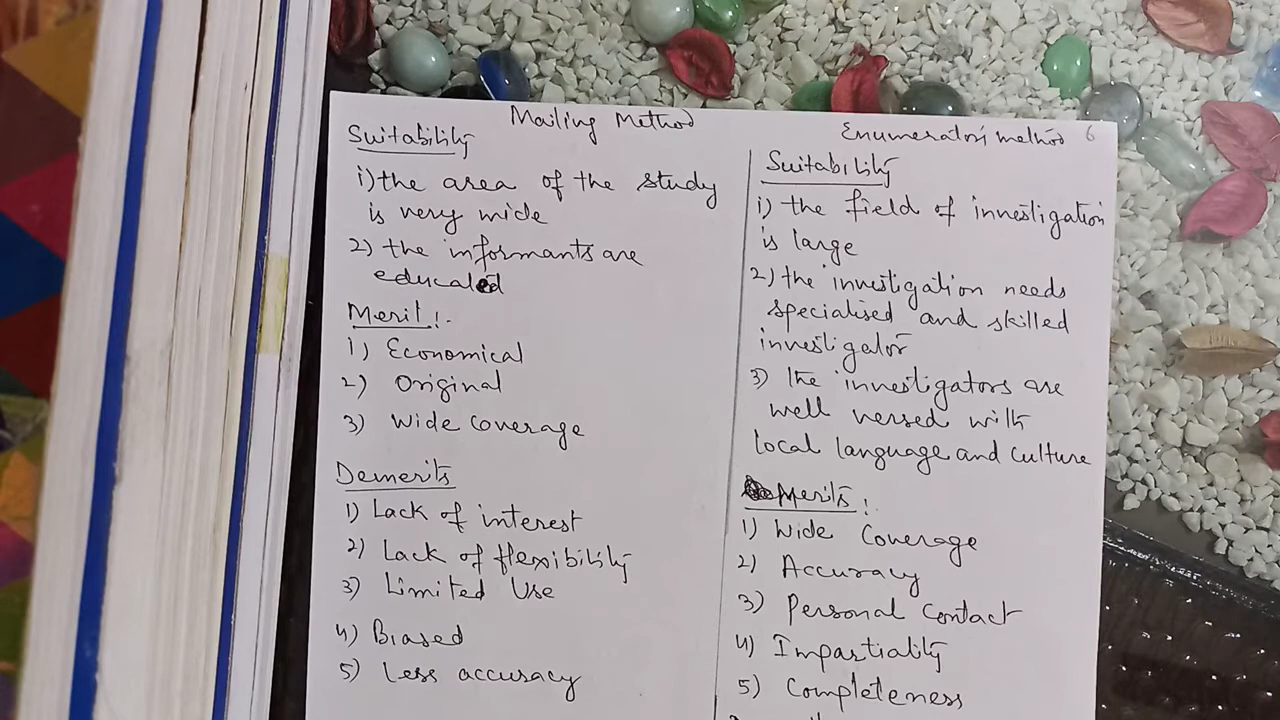 Mailing Method
Suitability
i) the area of the study
is very wide
2) the informants are
educated
Merit :-
1) Economical
2) Original
3) Wide coverage
Demerits
1) Lack of interest
2) Lack of flexibility
3) Limited Use
4) Biased
5) Less accuracy
Enumerator's method 6
Suitability
i) the field of investigation
is large
2) the investigation needs
specialised and skilled
investigator
3) the investigators are
well versed with
local language and culture
Merits :
1) Wide Coverage
2) Accuracy
3) Personal Contact
4) Impartiality
5) Completeness